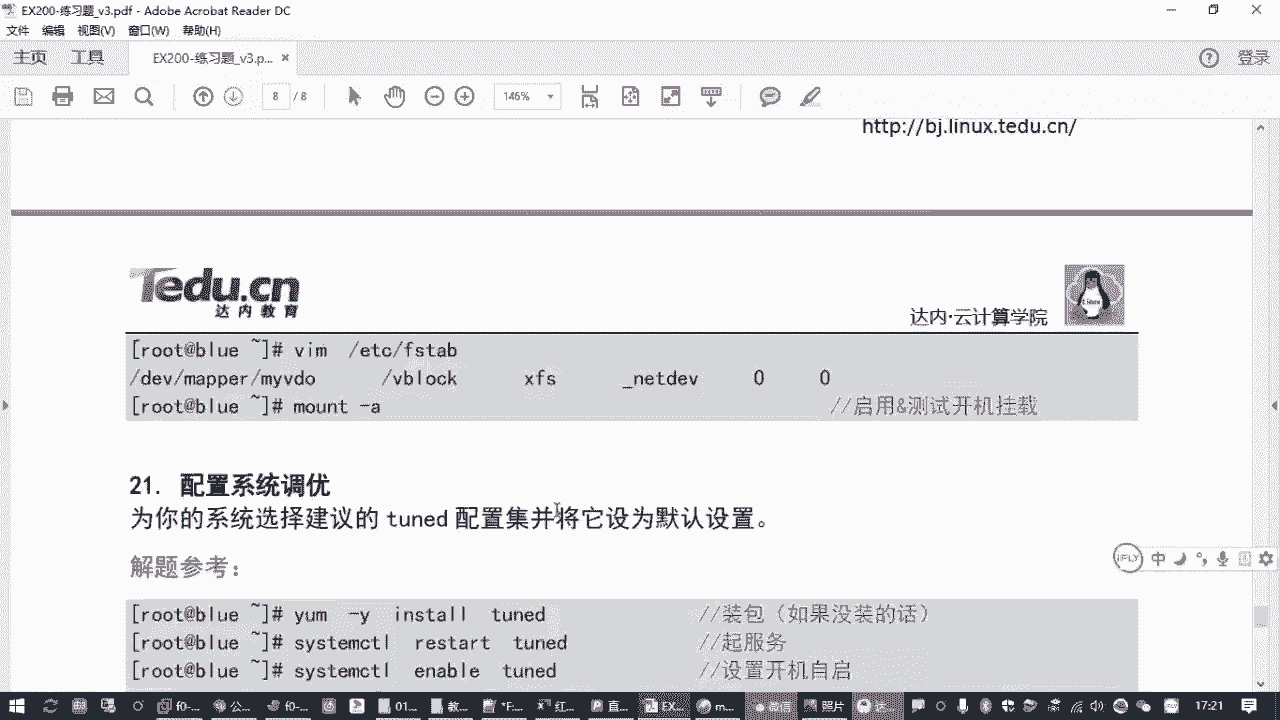 EX200-练习题_v3.pdf - Adobe Acrobat Reader DC
文件 编辑 视图(V) 窗口(W) 帮助(H)
主页 工具 EX200-练习题_v3.p... × 登录
8 / 8 146%
http://bj.linux.tedu.cn/
Tedu.cn
达内教育
达内·云计算学院
[root@blue ~]# vim /etc/fstab
/dev/mapper/myvdo /vblock xfs _netdev 0 0
[root@blue ~]# mount -a //启用&测试开机挂载
21. 配置系统调优
为你的系统选择建议的 tuned 配置集并将它设为默认设置。
解题参考：
iFLY 中
[root@blue ~]# yum -y install tuned //装包（如果没装的话）
[root@blue ~]# systemctl restart tuned //起服务
[root@blue ~]# systemctl enable tuned //设置开机自启
17:21